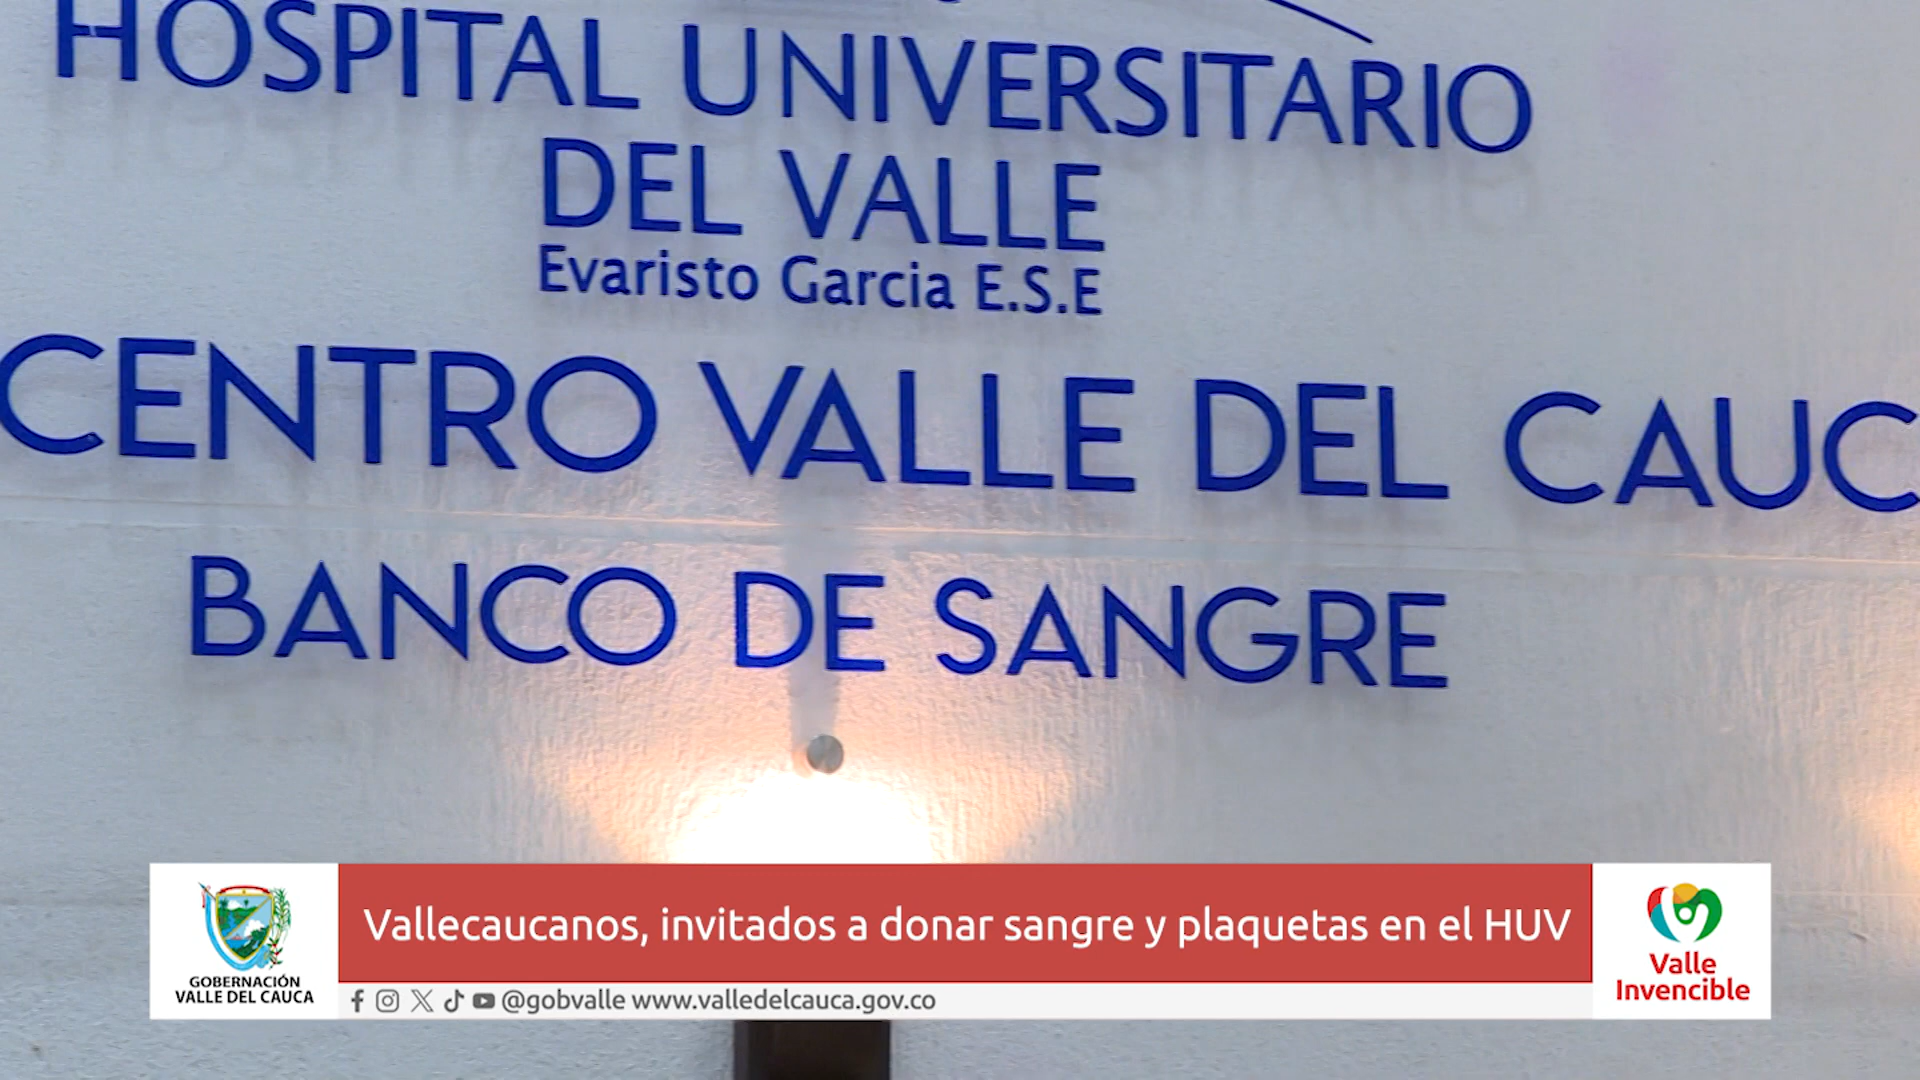 HOSPITAL UNIVERSITARIO
DEL VALLE
Evaristo Garcia E.S.E
CENTRO VALLE DEL CAUC
BANCO DE SANGRE
Vallecaucanos, invitados a donar sangre y plaquetas en el HUV
GOBERNACIÓN
VALLE DEL CAUCA
@gobvalle www.valledelcauca.gov.co
Valle
Invencible